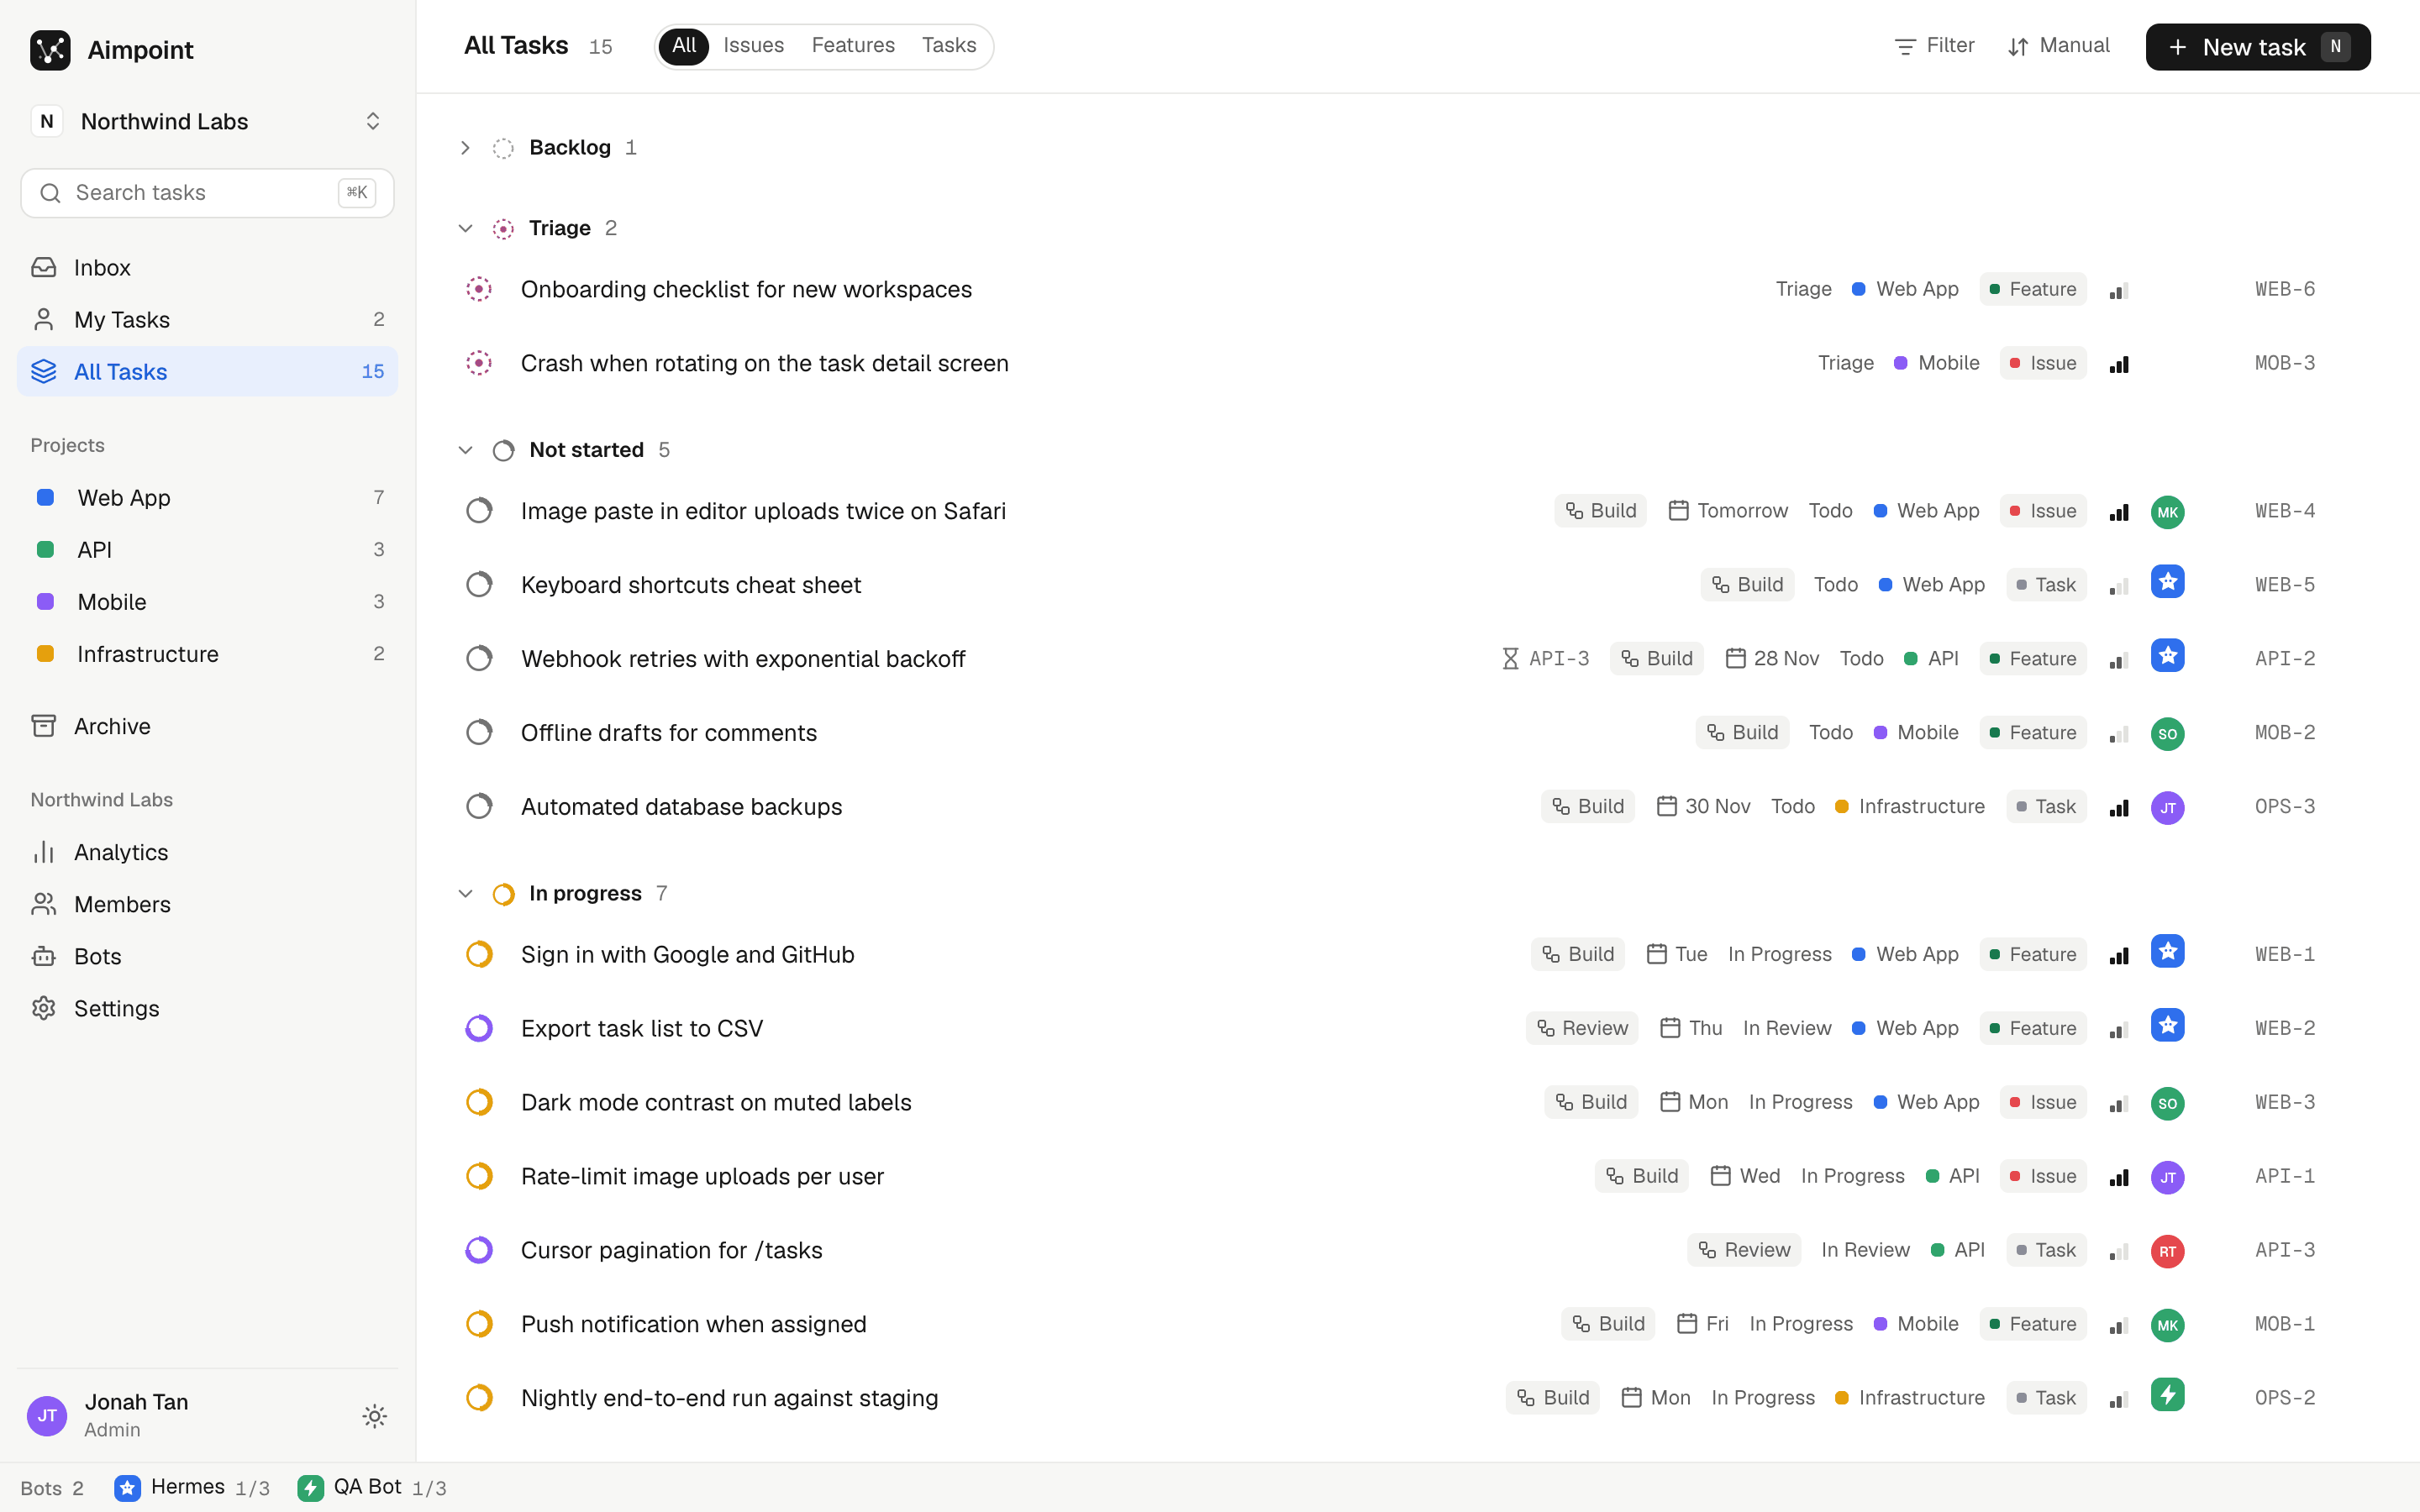 Aimpoint
N Northwind Labs
Search tasks ⌘K
Inbox
My Tasks 2
All Tasks 15
Projects
Web App 7
API 3
Mobile 3
Infrastructure 2
Archive
Northwind Labs
Analytics
Members
Bots
Settings
JT Jonah Tan
Admin
All Tasks 15 All Issues Features Tasks Filter Manual + New task N
Backlog 1
Triage 2
Onboarding checklist for new workspaces Triage Web App Feature WEB-6
Crash when rotating on the task detail screen Triage Mobile Issue MOB-3
Not started 5
Image paste in editor uploads twice on Safari Build Tomorrow Todo Web App Issue MK WEB-4
Keyboard shortcuts cheat sheet Build Todo Web App Task WEB-5
Webhook retries with exponential backoff API-3 Build 28 Nov Todo API Feature API-2
Offline drafts for comments Build Todo Mobile Feature SO MOB-2
Automated database backups Build 30 Nov Todo Infrastructure Task JT OPS-3
In progress 7
Sign in with Google and GitHub Build Tue In Progress Web App Feature WEB-1
Export task list to CSV Review Thu In Review Web App Feature WEB-2
Dark mode contrast on muted labels Build Mon In Progress Web App Issue SO WEB-3
Rate-limit image uploads per user Build Wed In Progress API Issue JT API-1
Cursor pagination for /tasks Review In Review API Task RT API-3
Push notification when assigned Build Fri In Progress Mobile Feature MK MOB-1
Nightly end-to-end run against staging Build Mon In Progress Infrastructure Task OPS-2
Bots 2 Hermes 1/3 QA Bot 1/3